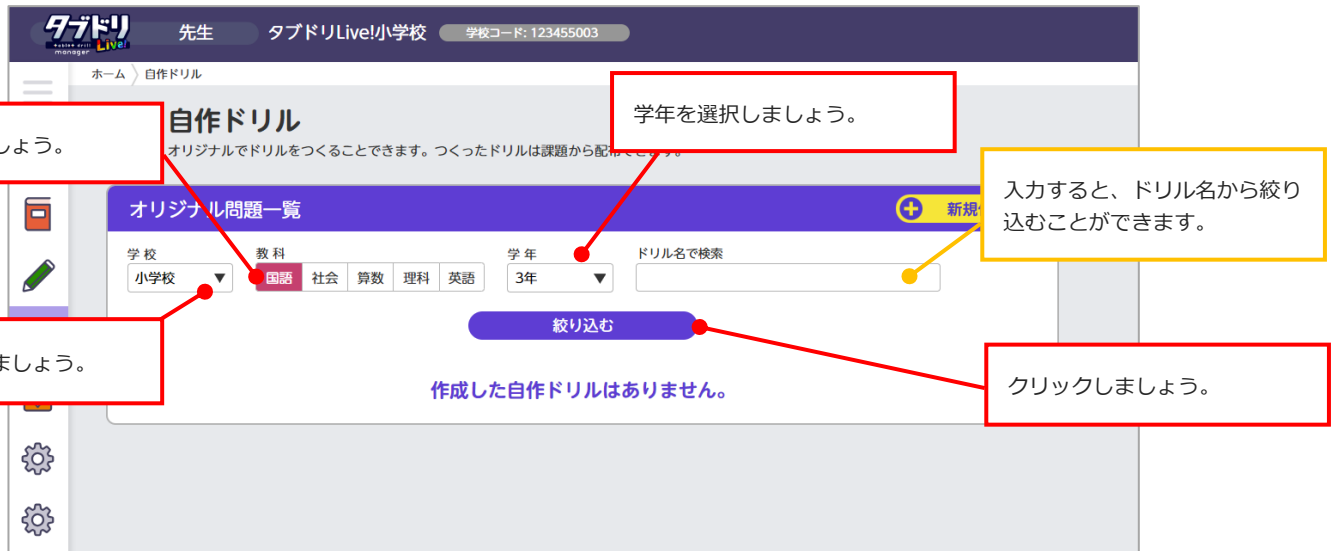 タブドリ
Live!
manager
先生
タブドリLive!小学校
学校コード: 123455003
ホーム 〉 自作ドリル
学年を選択しましょう。
自作ドリル
しょう。
オリジナルでドリルをつくることできます。つくったドリルは課題から配布できます。
入力すると、ドリル名から絞り
込むことができます。
オリジナル問題一覧
新規
学校
教科
学年
ドリル名で検索
小学校 ▼
国語 社会 算数 理科 英語
3年 ▼
絞り込む
ましょう。
クリックしましょう。
作成した自作ドリルはありません。